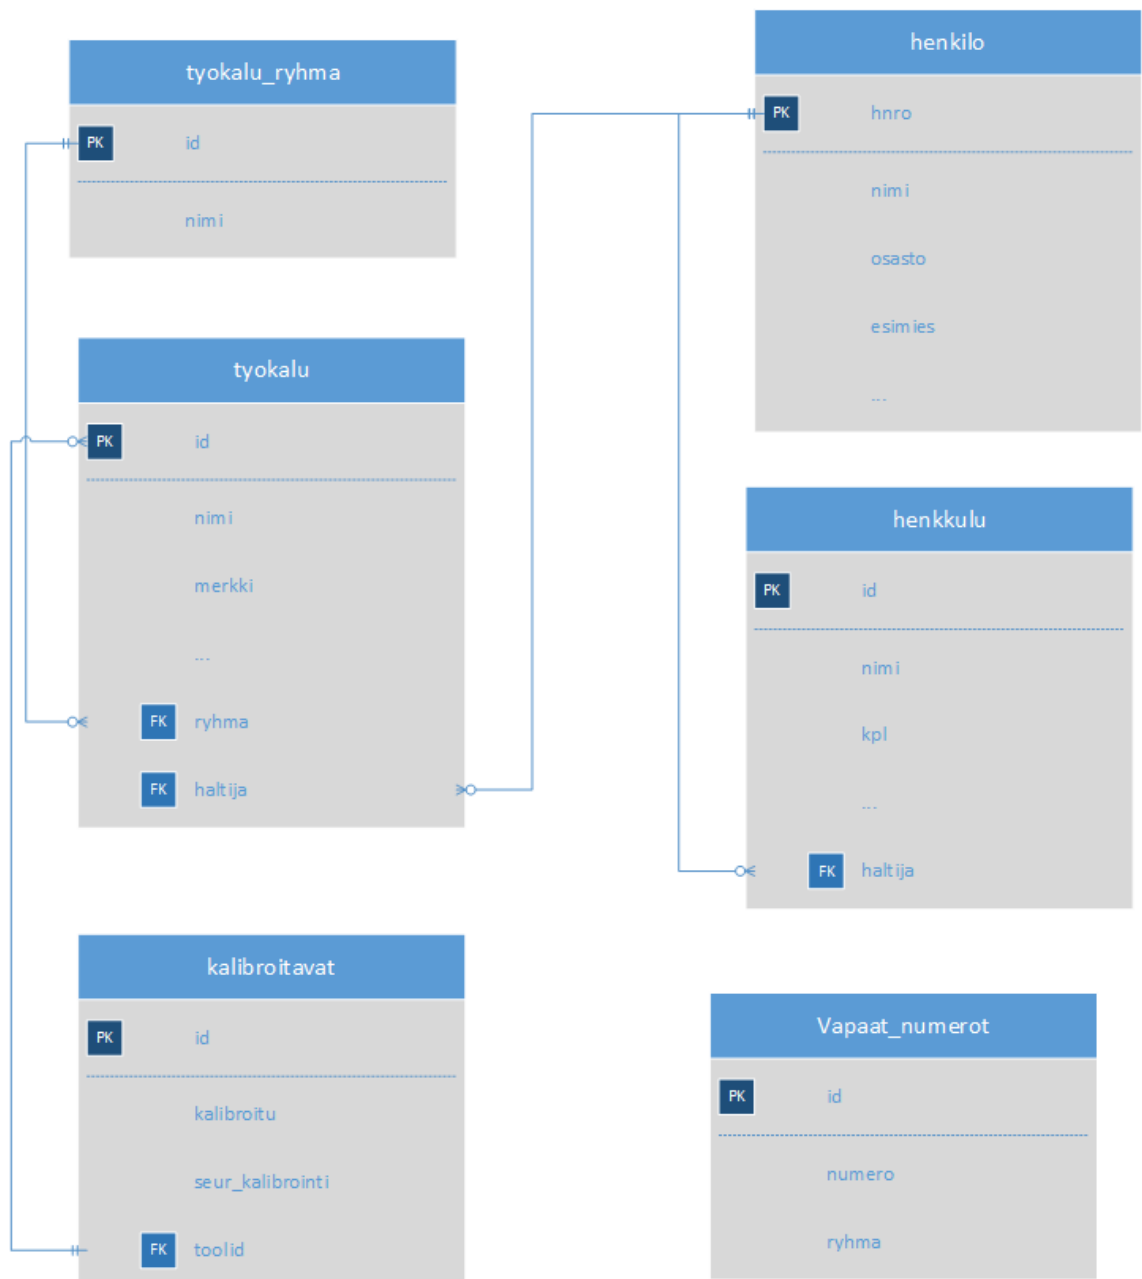 tyokalu_ryhma
PK id
nimi
henkilo
PK hnro
nimi
osasto
esimies
...
tyokalu
PK id
nimi
merkki
...
FK ryhma
FK haltija
henkkulu
PK id
nimi
kpl
...
FK haltija
kalibroitavat
PK id
kalibroitu
seur_kalibrointi
FK toolid
Vapaat_numerot
PK id
numero
ryhma